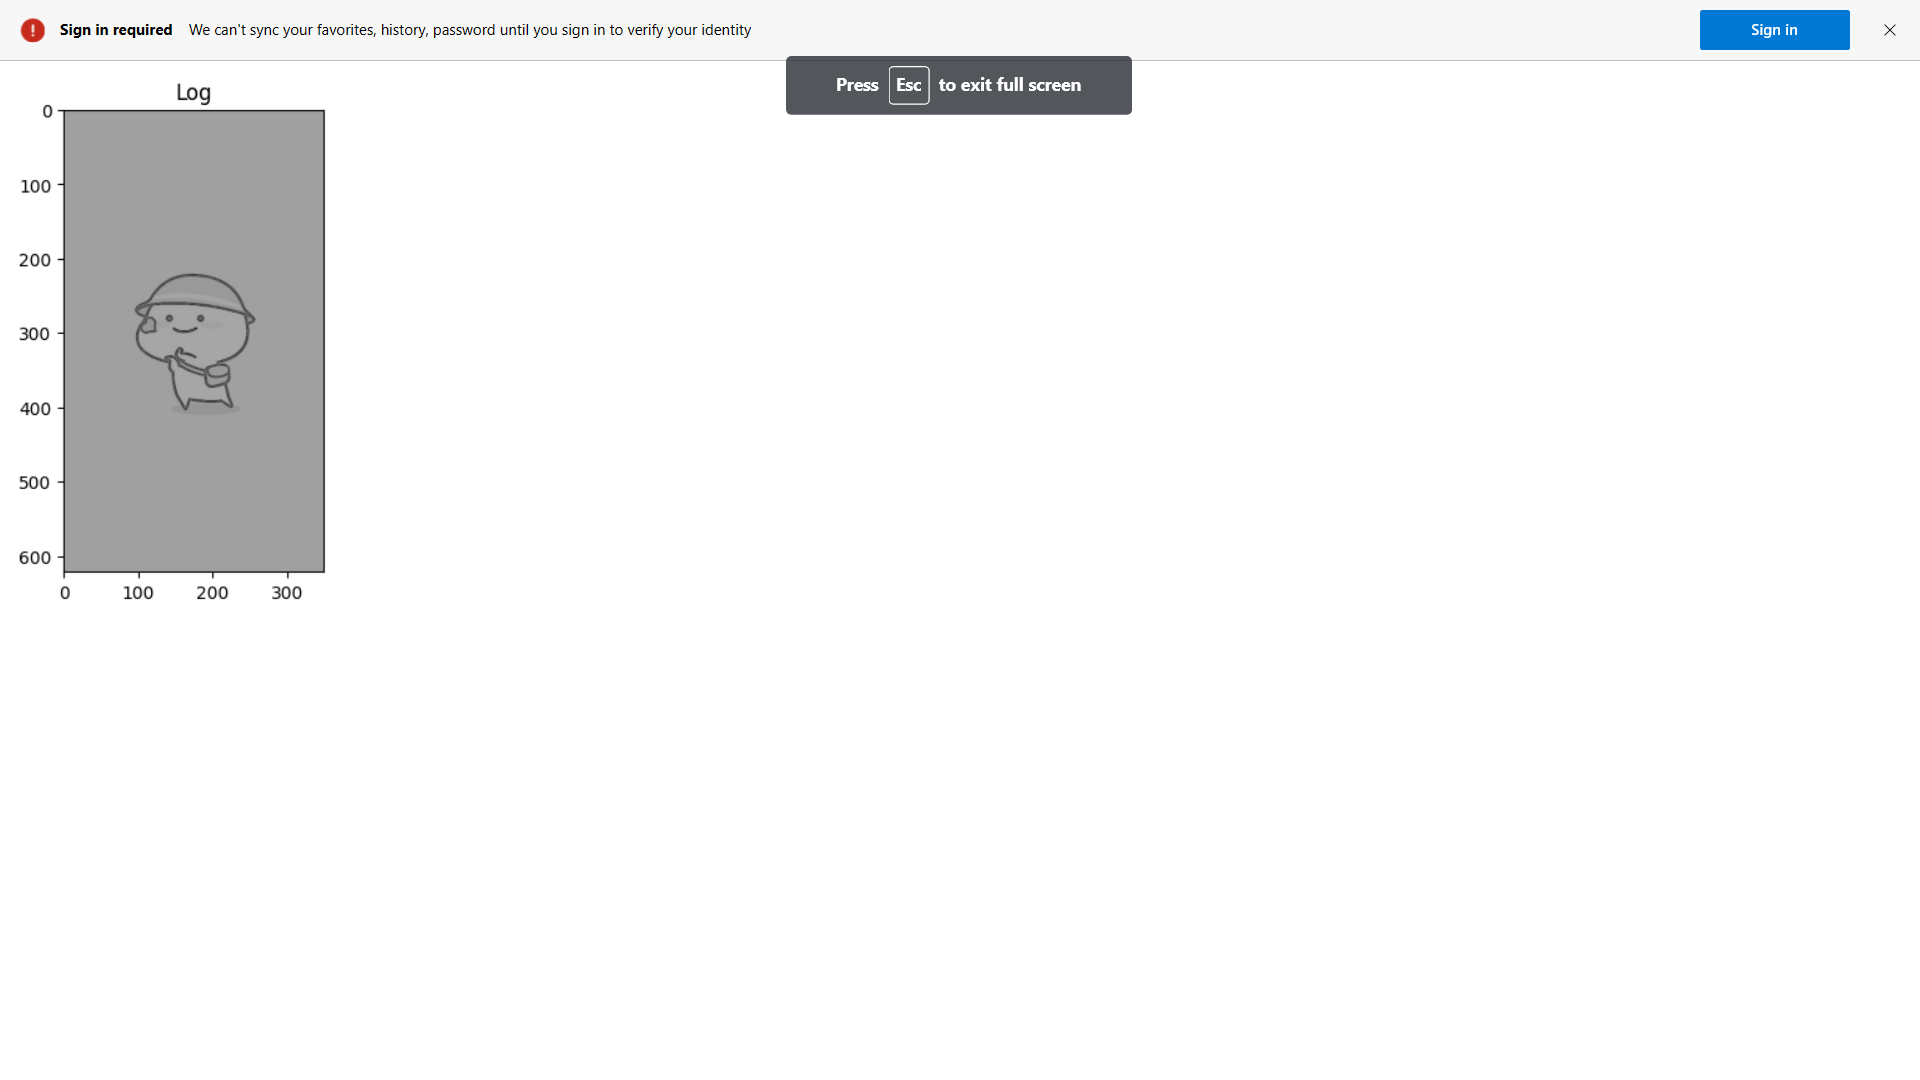 Sign in required We can't sync your favorites, history, password until you sign in to verify your identity Sign in
Press Esc to exit full screen
Log
0
100
200
300
400
500
600
0 100 200 300